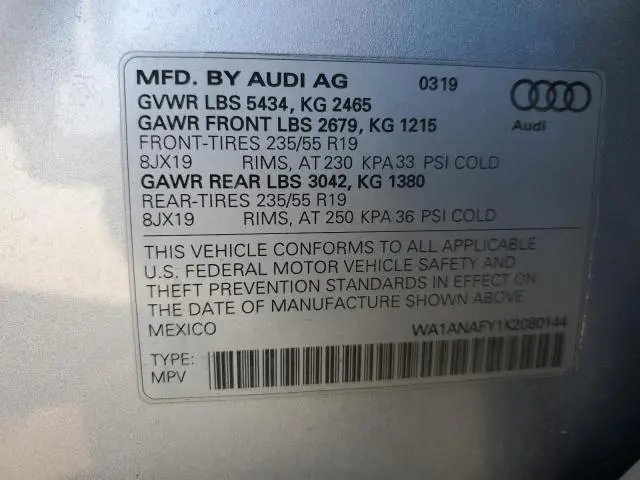 MFD. BY AUDI AG 0319
GVWR LBS 5434, KG 2465
GAWR FRONT LBS 2679, KG 1215 Audi
FRONT-TIRES 235/55 R19
8JX19 RIMS, AT 230 KPA 33 PSI COLD
GAWR REAR LBS 3042, KG 1380
REAR-TIRES 235/55 R19
8JX19 RIMS, AT 250 KPA 36 PSI COLD
THIS VEHICLE CONFORMS TO ALL APPLICABLE
U.S. FEDERAL MOTOR VEHICLE SAFETY AND
THEFT PREVENTION STANDARDS IN EFFECT ON
THE DATE OF MANUFACTURE SHOWN ABOVE
MEXICO WA1ANAFY1K2080144
TYPE:
MPV